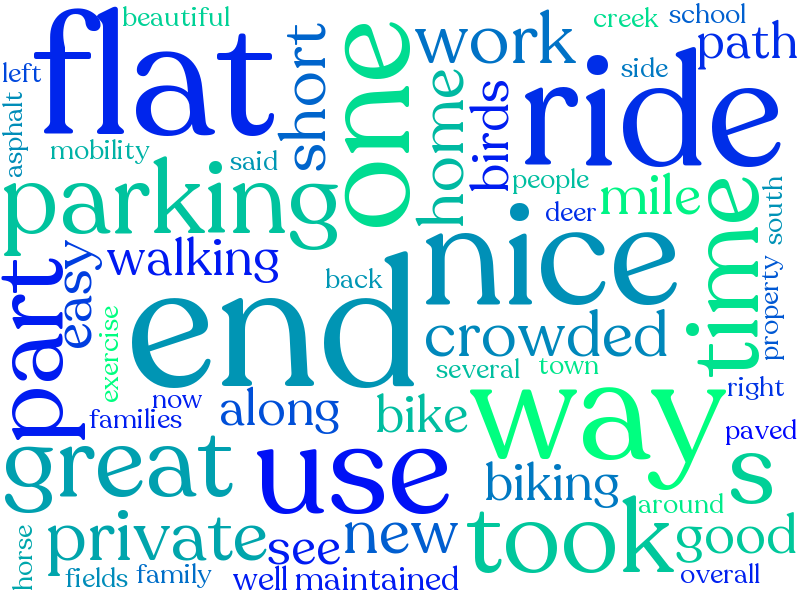 beautiful
creek
school
flat
short
one
work
path
left
side
ride
asphalt
mobility
said
home
birds
people
parking
mile
deer
time
south
nice
walking
easy
part
back
end
property
crowded
exercise
several
town
now
families
along
bike
way
right
great
use
biking
paved
s
private
see
new
took
around
good
horse
fields
family
well maintained
overall